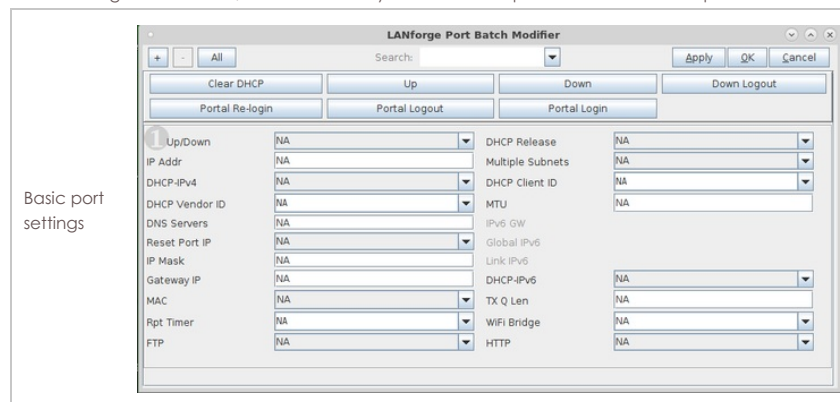 LANforge Port Batch Modifier
+ - All Search: Apply OK Cancel
Clear DHCP Up Down Down Logout
Portal Re-login Portal Logout Portal Login
Basic port
settings
1 Up/Down NA DHCP Release NA
IP Addr NA Multiple Subnets NA
DHCP-IPv4 NA DHCP Client ID NA
DHCP Vendor ID NA MTU NA
DNS Servers NA IPv6 GW
Reset Port IP NA Global IPv6
IP Mask NA Link IPv6
Gateway IP NA DHCP-IPv6 NA
MAC NA TX Q Len NA
Rpt Timer NA WiFi Bridge NA
FTP NA HTTP NA